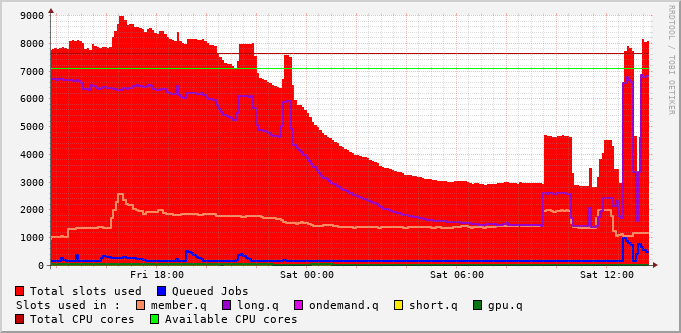 RRDTOOL / TOBI OETIKER
9000
8000
7000
6000
5000
4000
3000
2000
1000
0
Fri 18:00 Sat 00:00 Sat 06:00 Sat 12:00
Total slots used Queued Jobs
Slots used in : member.q long.q ondemand.q short.q gpu.q
Total CPU cores Available CPU cores